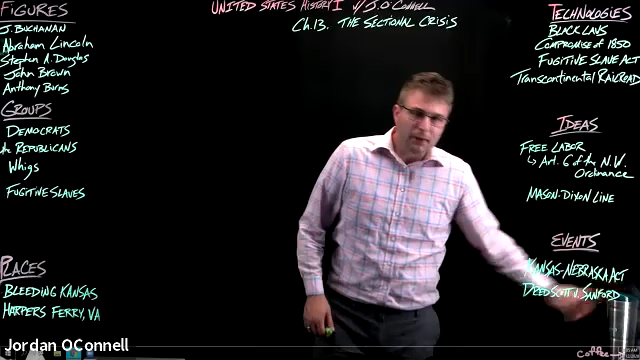 UNITED STATES HISTORY I w/ J. O'CONNELL
CH. 13. THE SECTIONAL CRISIS
FIGURES
J. BUCHANAN
Abraham Lincoln
Stephen A. Douglas
John Brown
Anthony Burns
GROUPS
DEMOCRATS
REPUBLICANS
Whigs
FUGITIVE SLAVES
PLACES
BLEEDING KANSAS
HARPERS FERRY, VA
TECHNOLOGIES
BLACK LAWS
COMPROMISE of 1850
FUGITIVE SLAVE ACT
TRANSCONTINENTAL RAILROAD
IDEAS
FREE LABOR
↳ Art. 6 of the N.W.
Ordinance
MASON-DIXON LINE
EVENTS
KANSAS-NEBRASKA ACT
DRED SCOTT v. SANFORD
coffee
Jordan OConnell